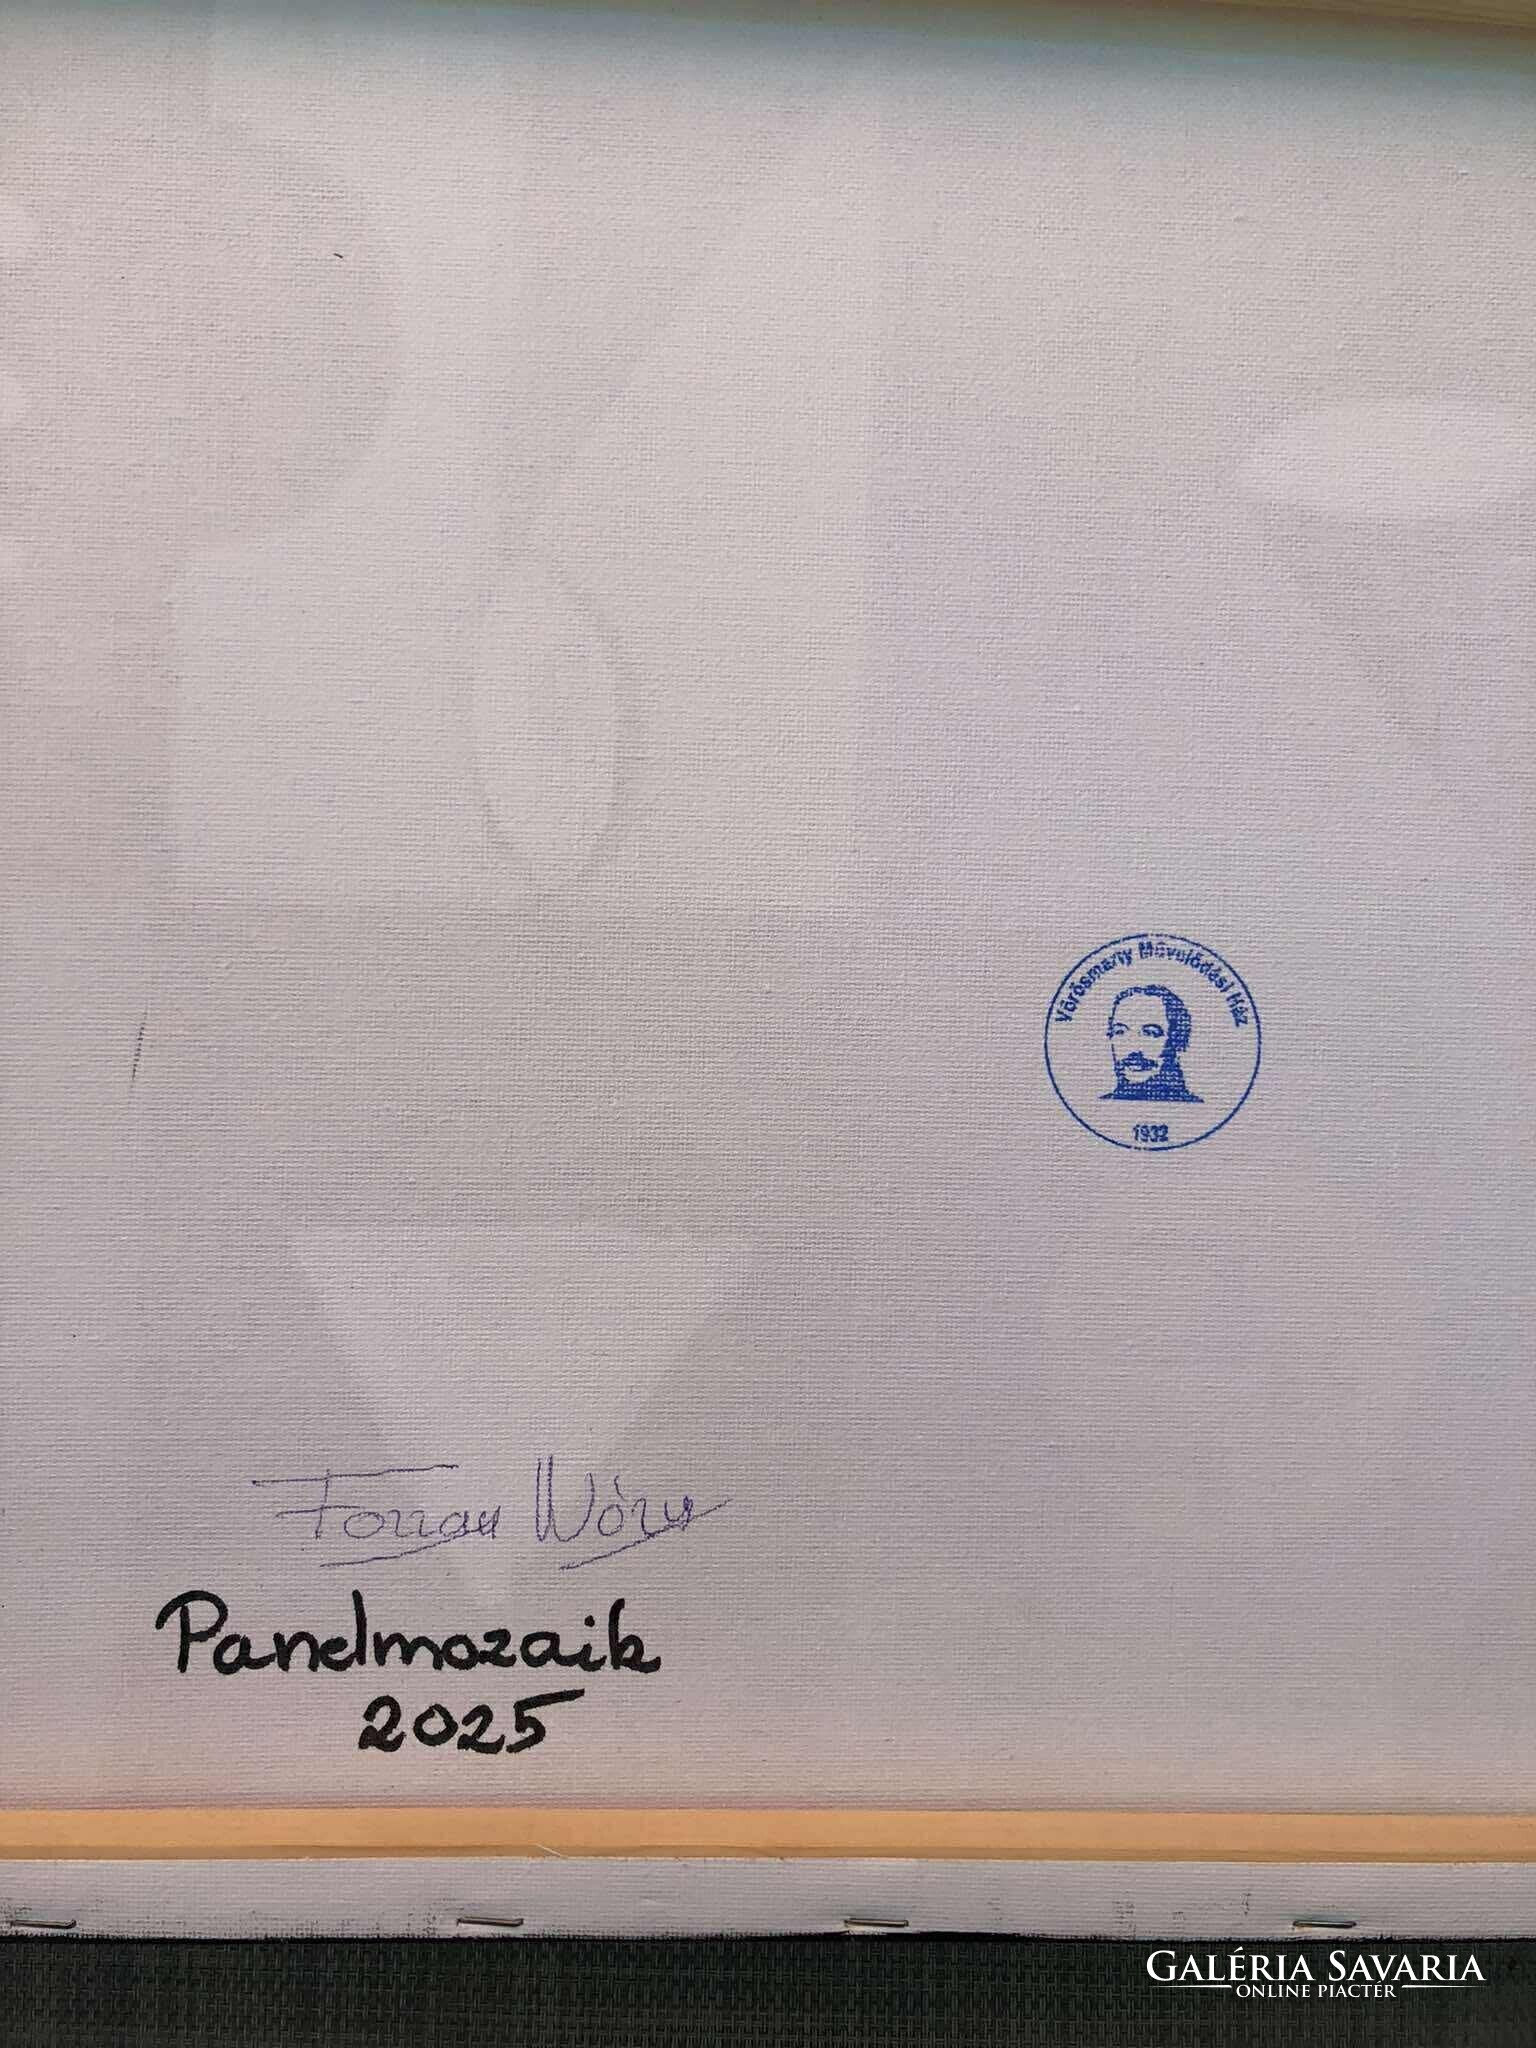 Vörösmarty Művelődési Ház
1932
Panelmozaik
2025
GALÉRIA SAVARIA
ONLINE PIACTÉR